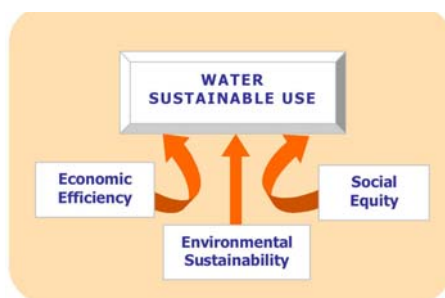 WATER
SUSTAINABLE USE
Economic
Efficiency
Social
Equity
Environmental
Sustainability